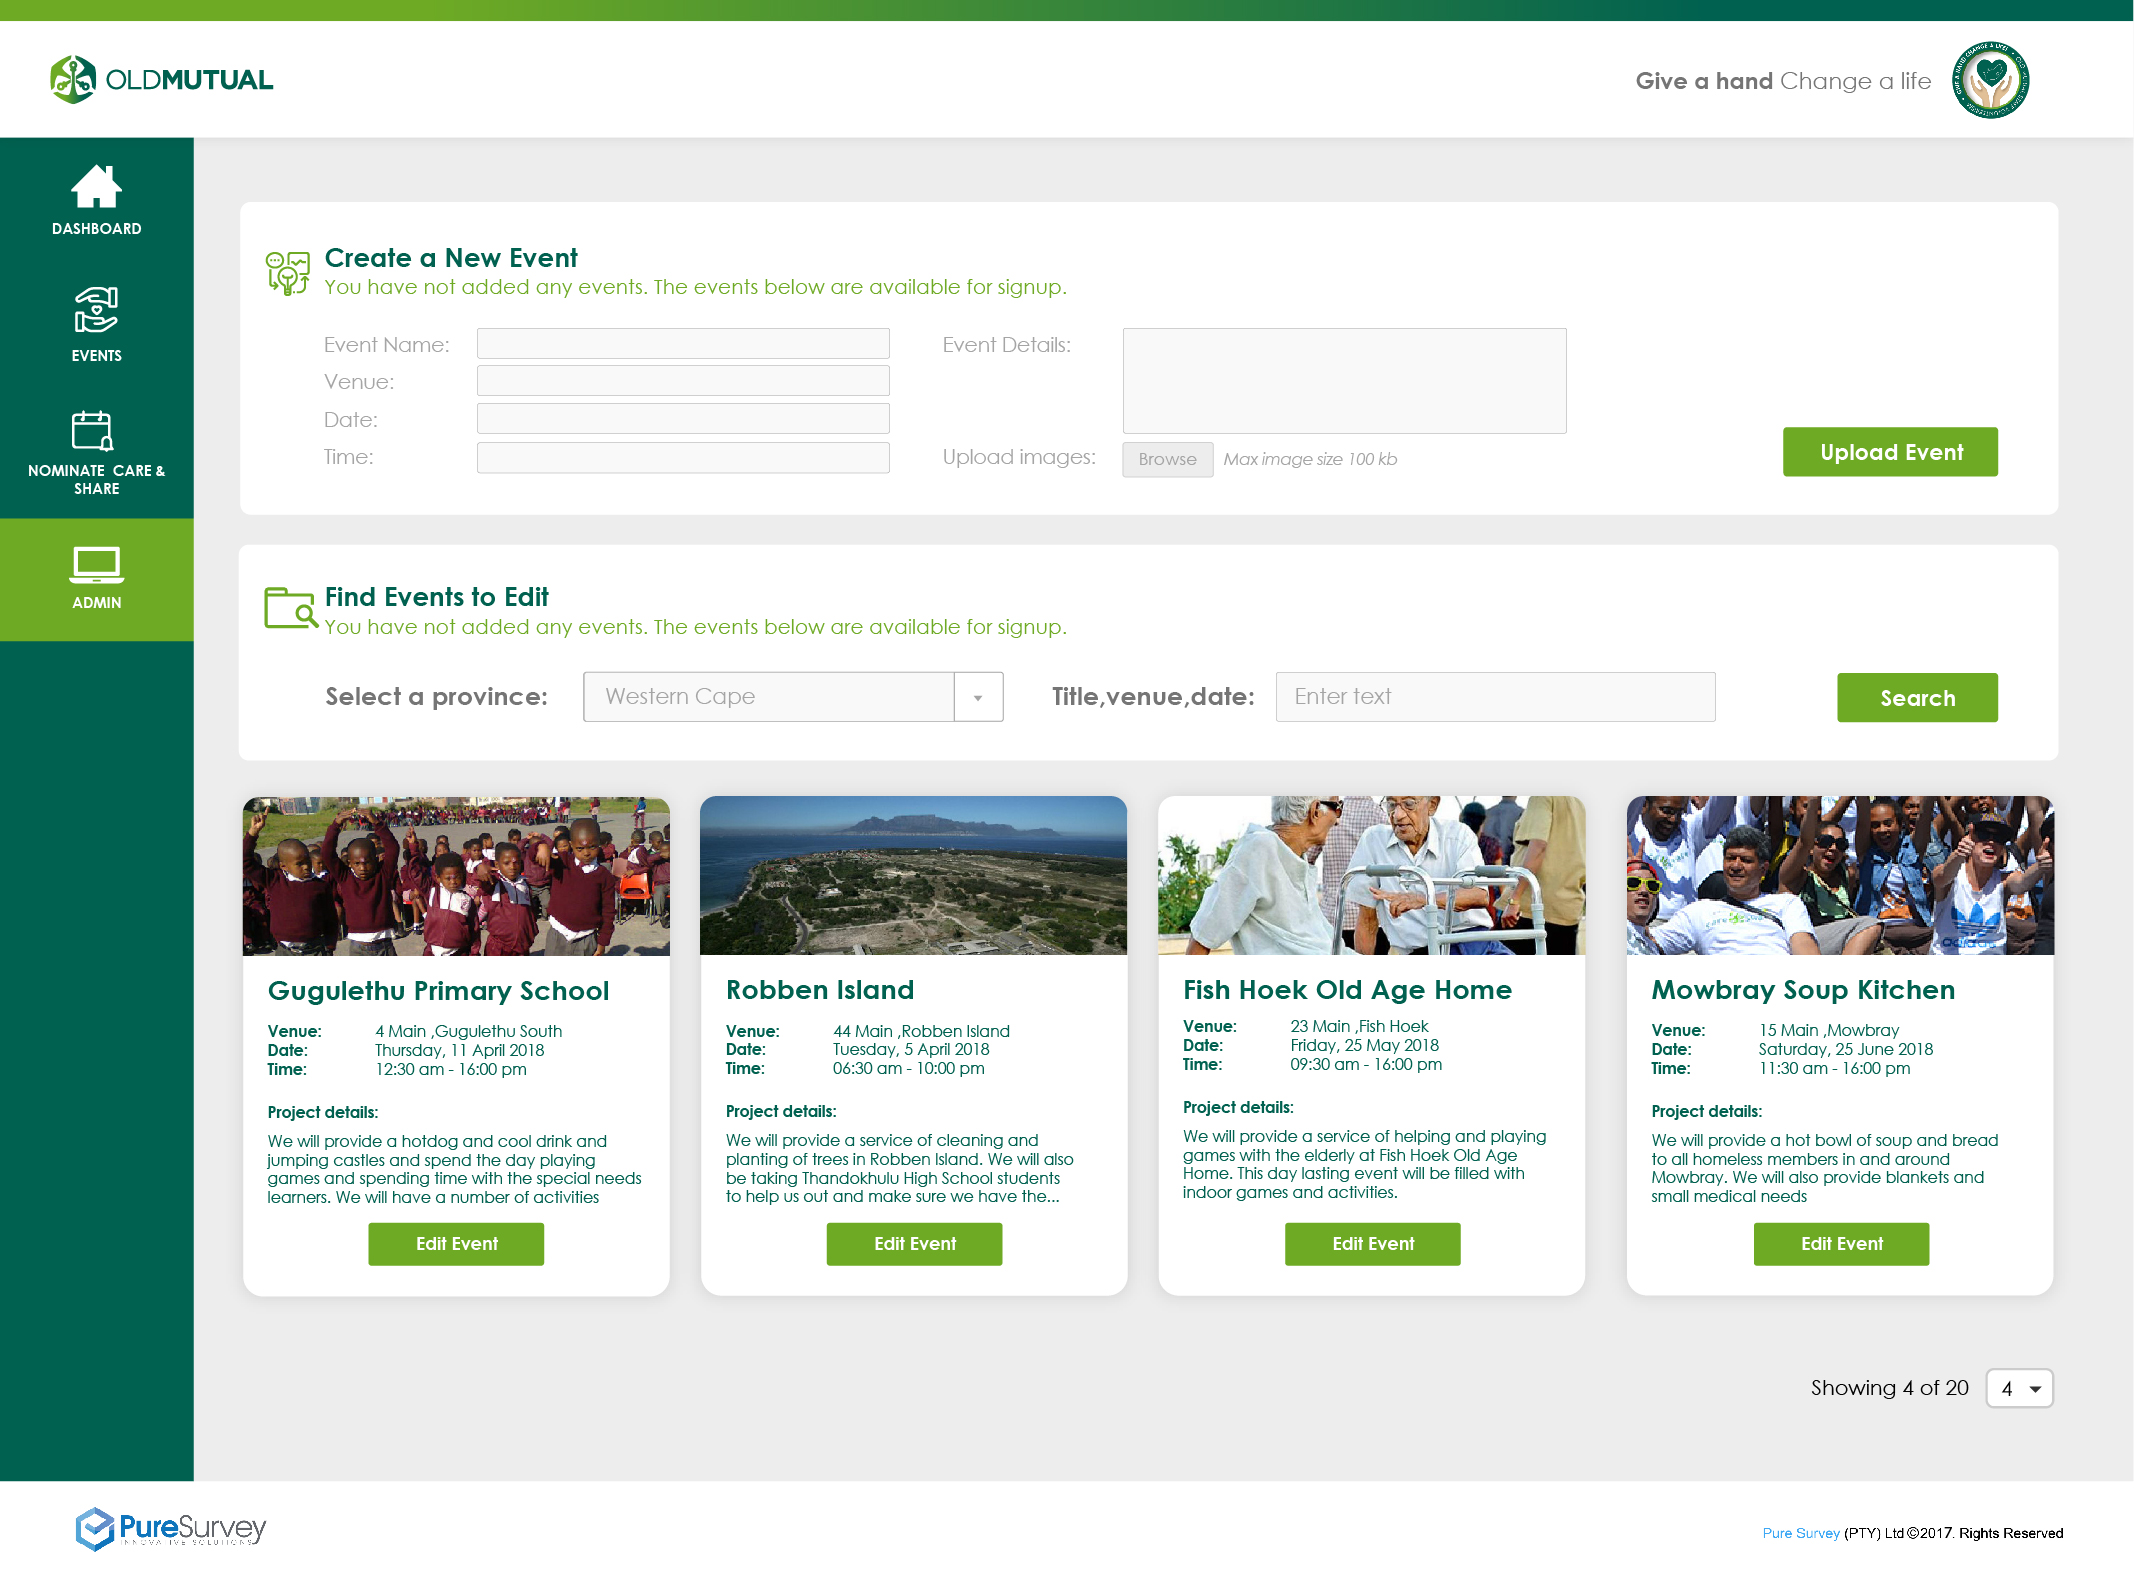 OLDMUTUAL
Give a hand Change a life
DASHBOARD
EVENTS
NOMINATE CARE &
SHARE
ADMIN
Create a New Event
You have not added any events. The events below are available for signup.
Event Name:
Venue:
Date:
Time:
Event Details:
Upload images:
Browse
Max image size 100 kb
Upload Event
Find Events to Edit
You have not added any events. The events below are available for signup.
Select a province:
Western Cape
Title,venue,date:
Enter text
Search
Gugulethu Primary School
Venue: 4 Main ,Gugulethu South
Date: Thursday, 11 April 2018
Time: 12:30 am - 16:00 pm
Project details:
We will provide a hotdog and cool drink and
jumping castles and spend the day playing
games and spending time with the special needs
learners. We will have a number of activities
Edit Event
Robben Island
Venue: 44 Main ,Robben Island
Date: Tuesday, 5 April 2018
Time: 06:30 am - 10:00 pm
Project details:
We will provide a service of cleaning and
planting of trees in Robben Island. We will also
be taking Thandokhulu High School students
to help us out and make sure we have the...
Edit Event
Fish Hoek Old Age Home
Venue: 23 Main ,Fish Hoek
Date: Friday, 25 May 2018
Time: 09:30 am - 16:00 pm
Project details:
We will provide a service of helping and playing
games with the elderly at Fish Hoek Old Age
Home. This day lasting event will be filled with
indoor games and activities.
Edit Event
adidas
Mowbray Soup Kitchen
Venue: 15 Main ,Mowbray
Date: Saturday, 25 June 2018
Time: 11:30 am - 16:00 pm
Project details:
We will provide a hot bowl of soup and bread
to all homeless members in and around
Mowbray. We will also provide blankets and
small medical needs
Edit Event
Showing 4 of 20
4
PureSurvey
INNOVATIVE SOLUTIONS
Pure Survey (PTY) Ltd ©2017. Rights Reserved